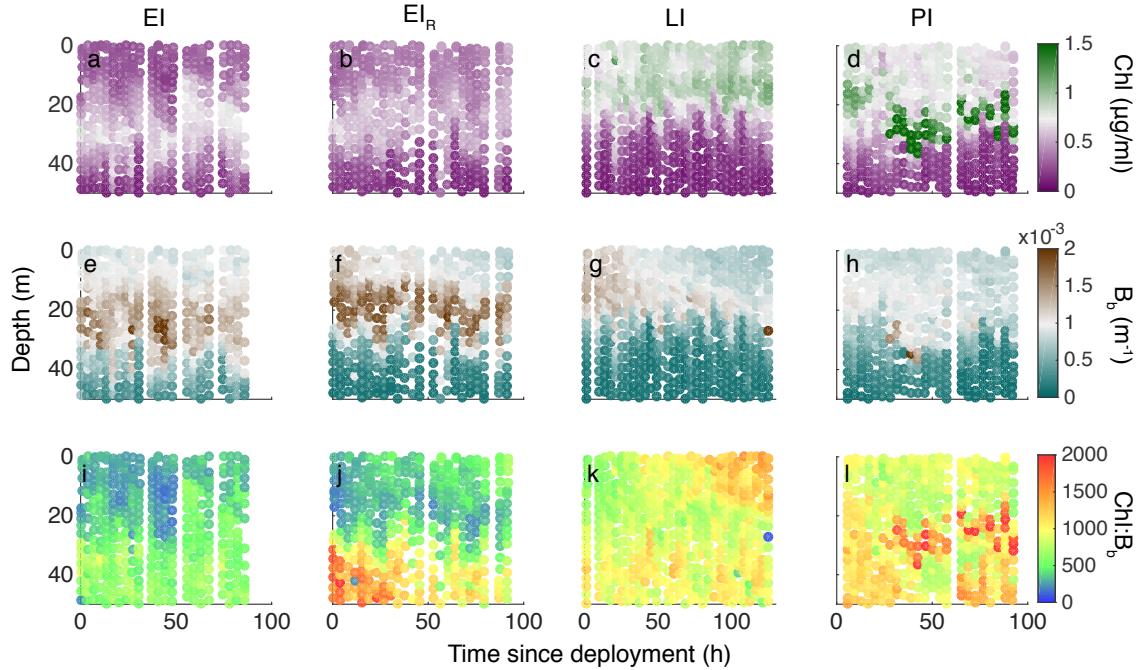 EI EI_R LI PI
0 a b c d 1.5
20 1
40 0.5
0
Chl (µg/ml)
x10⁻³
0 e f g h 2
1.5
20 1
40 0.5
0
B_b (m⁻¹)
Depth (m)
0 i j k l 2000
1500
20 1000
40 500
0
Chl:B_b
0 50 100 0 50 100 0 50 100 0 50 100
Time since deployment (h)